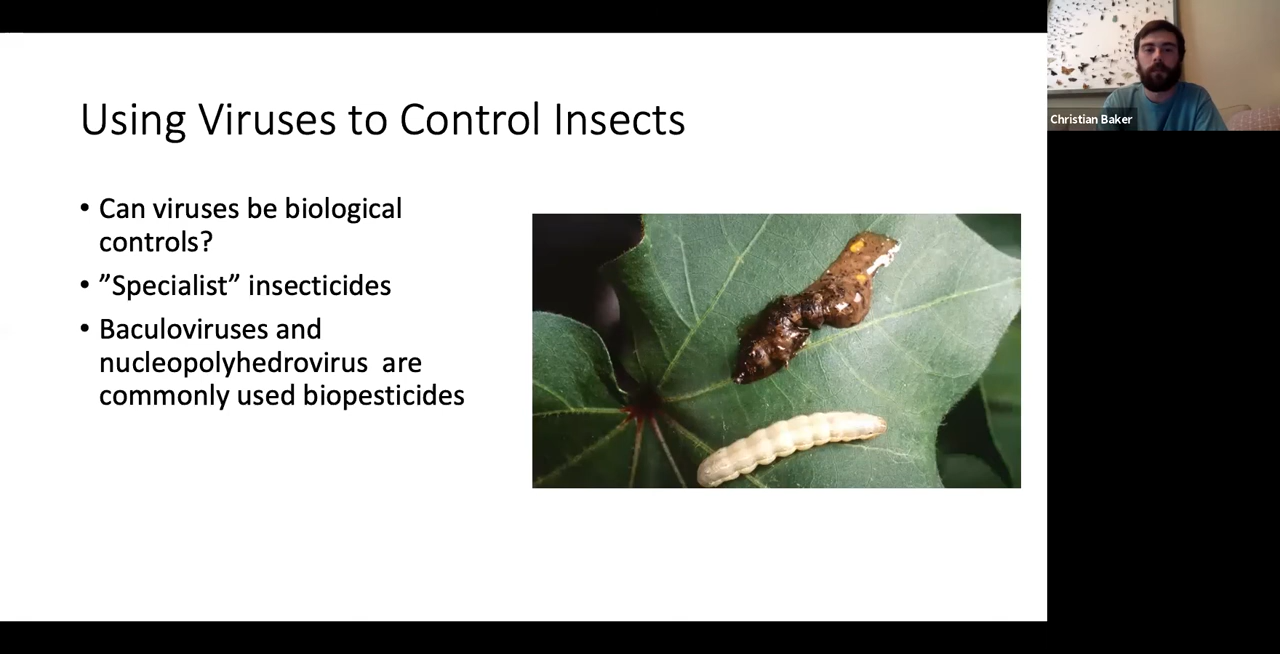 Using Viruses to Control Insects
• Can viruses be biological
controls?
• ”Specialist” insecticides
• Baculoviruses and
nucleopolyhedrovirus  are
commonly used biopesticides
Christian Baker